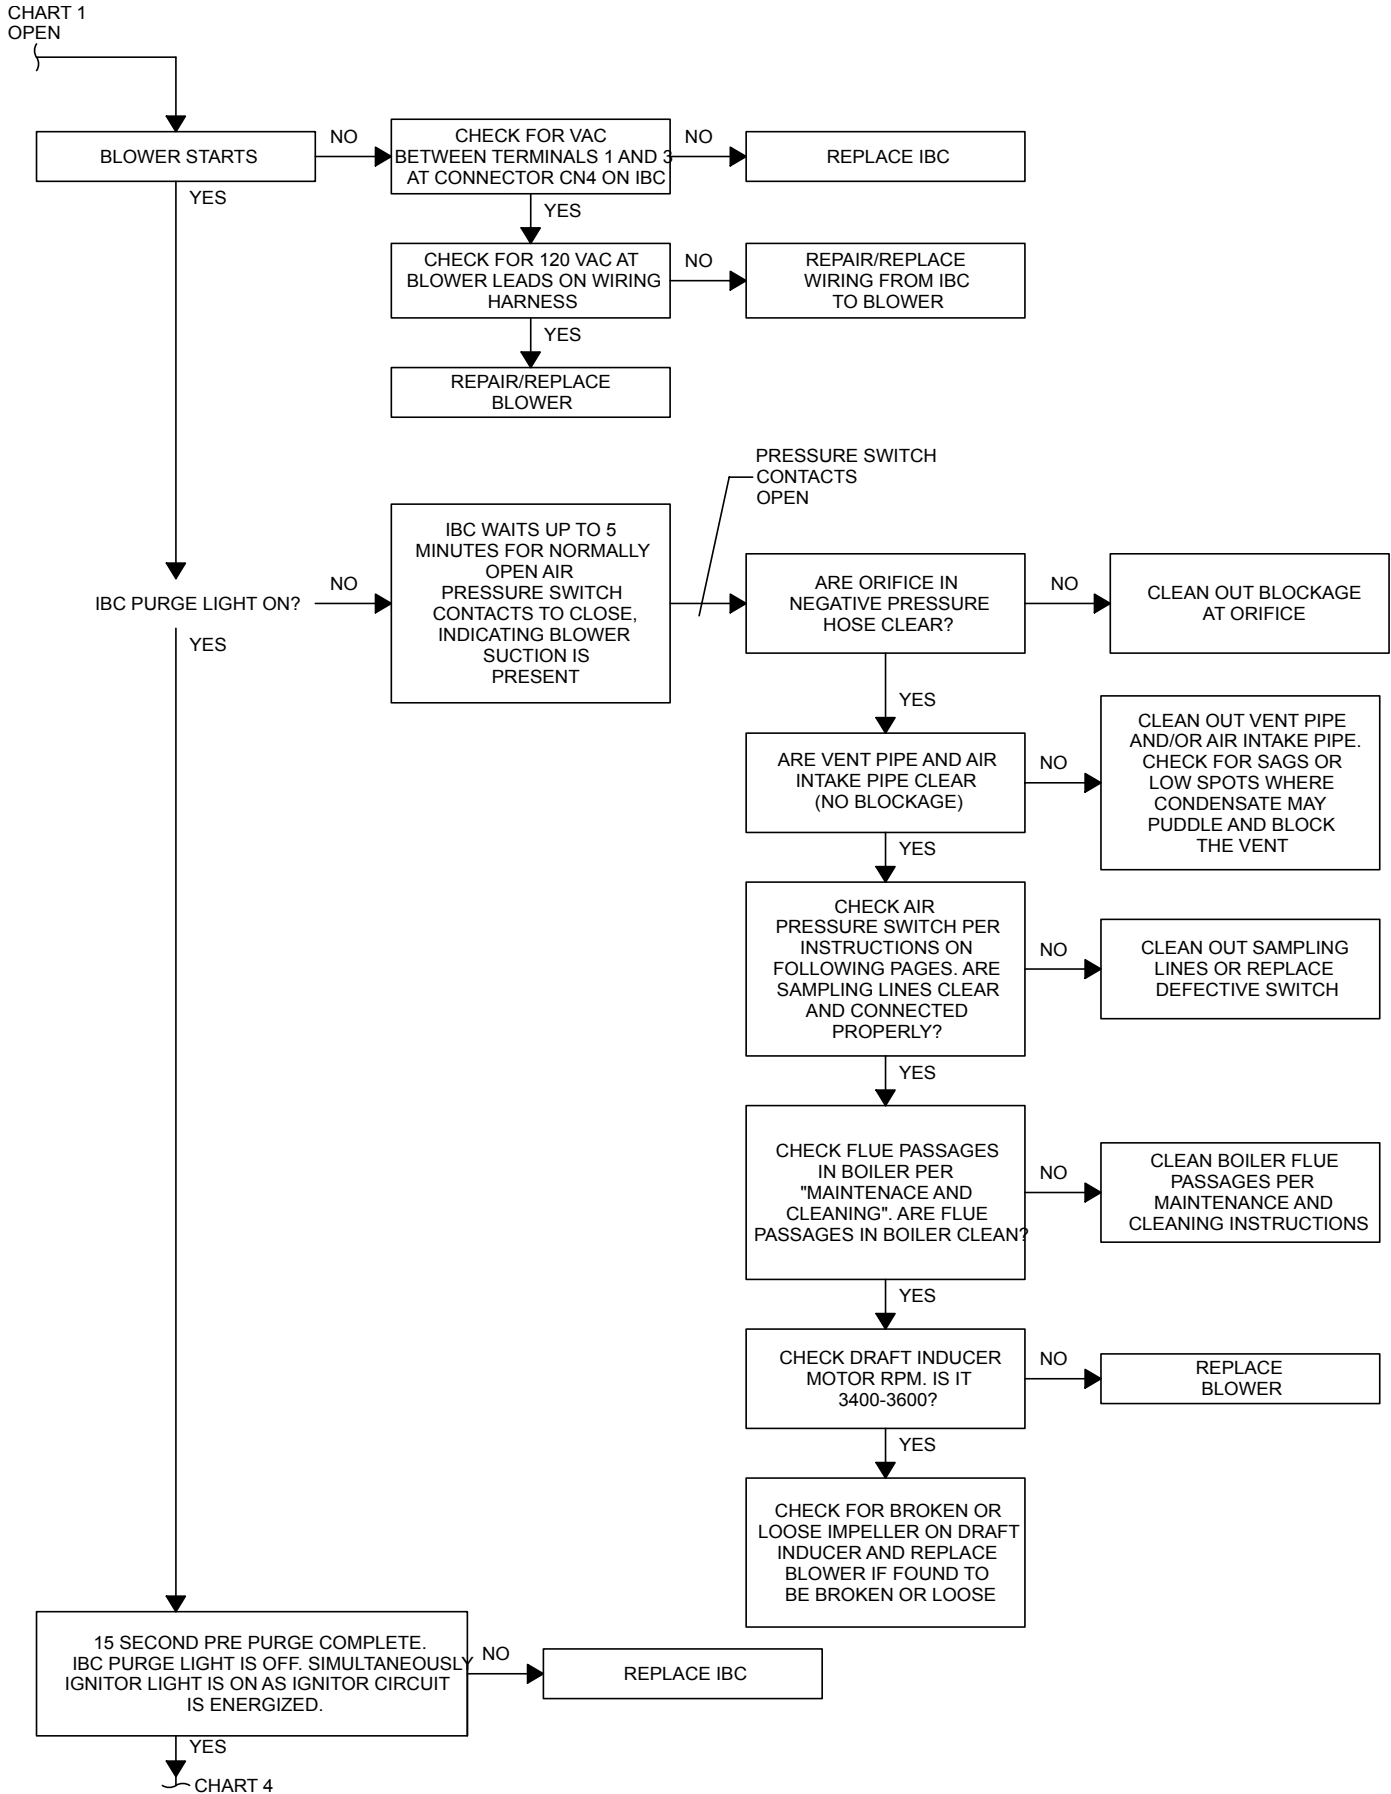 CHART 1
OPEN
BLOWER STARTS
NO
CHECK FOR VAC
BETWEEN TERMINALS 1 AND 3
AT CONNECTOR CN4 ON IBC
NO
REPLACE IBC
YES
YES
CHECK FOR 120 VAC AT
BLOWER LEADS ON WIRING
HARNESS
NO
REPAIR/REPLACE
WIRING FROM IBC
TO BLOWER
YES
REPAIR/REPLACE
BLOWER
PRESSURE SWITCH
CONTACTS
OPEN
IBC PURGE LIGHT ON?
NO
IBC WAITS UP TO 5
MINUTES FOR NORMALLY
OPEN AIR
PRESSURE SWITCH
CONTACTS TO CLOSE,
INDICATING BLOWER
SUCTION IS
PRESENT
ARE ORIFICE IN
NEGATIVE PRESSURE
HOSE CLEAR?
NO
CLEAN OUT BLOCKAGE
AT ORIFICE
YES
YES
ARE VENT PIPE AND AIR
INTAKE PIPE CLEAR
(NO BLOCKAGE)
NO
CLEAN OUT VENT PIPE
AND/OR AIR INTAKE PIPE.
CHECK FOR SAGS OR
LOW SPOTS WHERE
CONDENSATE MAY
PUDDLE AND BLOCK
THE VENT
YES
CHECK AIR
PRESSURE SWITCH PER
INSTRUCTIONS ON
FOLLOWING PAGES. ARE
SAMPLING LINES CLEAR
AND CONNECTED
PROPERLY?
NO
CLEAN OUT SAMPLING
LINES OR REPLACE
DEFECTIVE SWITCH
YES
CHECK FLUE PASSAGES
IN BOILER PER
"MAINTENACE AND
CLEANING". ARE FLUE
PASSAGES IN BOILER CLEAN?
NO
CLEAN BOILER FLUE
PASSAGES PER
MAINTENANCE AND
CLEANING INSTRUCTIONS
YES
CHECK DRAFT INDUCER
MOTOR RPM. IS IT
3400-3600?
NO
REPLACE
BLOWER
YES
CHECK FOR BROKEN OR
LOOSE IMPELLER ON DRAFT
INDUCER AND REPLACE
BLOWER IF FOUND TO
BE BROKEN OR LOOSE
15 SECOND PRE PURGE COMPLETE.
IBC PURGE LIGHT IS OFF. SIMULTANEOUSLY
IGNITOR LIGHT IS ON AS IGNITOR CIRCUIT
IS ENERGIZED.
NO
REPLACE IBC
YES
CHART 4